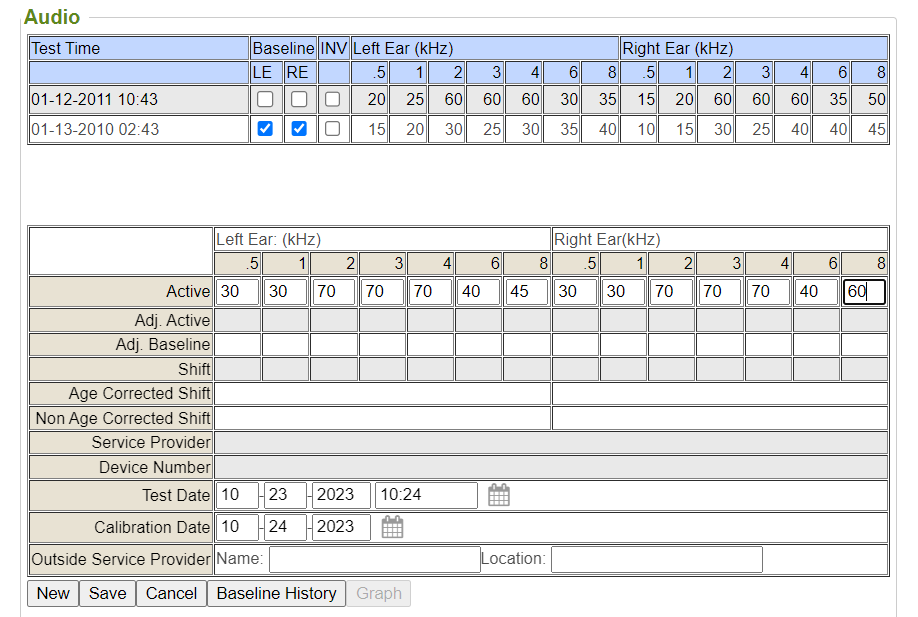 Audio
Test Time Baseline INV Left Ear (kHz) Right Ear (kHz)
LE RE .5 1 2 3 4 6 8 .5 1 2 3 4 6 8
01-12-2011 10:43 20 25 60 60 60 30 35 15 20 60 60 60 35 50
01-13-2010 02:43 15 20 30 25 30 35 40 10 15 30 25 40 40 45
Left Ear: (kHz) Right Ear(kHz)
.5 1 2 3 4 6 8 .5 1 2 3 4 6 8
Active 30 30 70 70 70 40 45 30 30 70 70 70 40 60
Adj. Active
Adj. Baseline
Shift
Age Corrected Shift
Non Age Corrected Shift
Service Provider
Device Number
Test Date 10 - 23 - 2023 10:24
Calibration Date 10 - 24 - 2023
Outside Service Provider Name: Location:
New Save Cancel Baseline History Graph